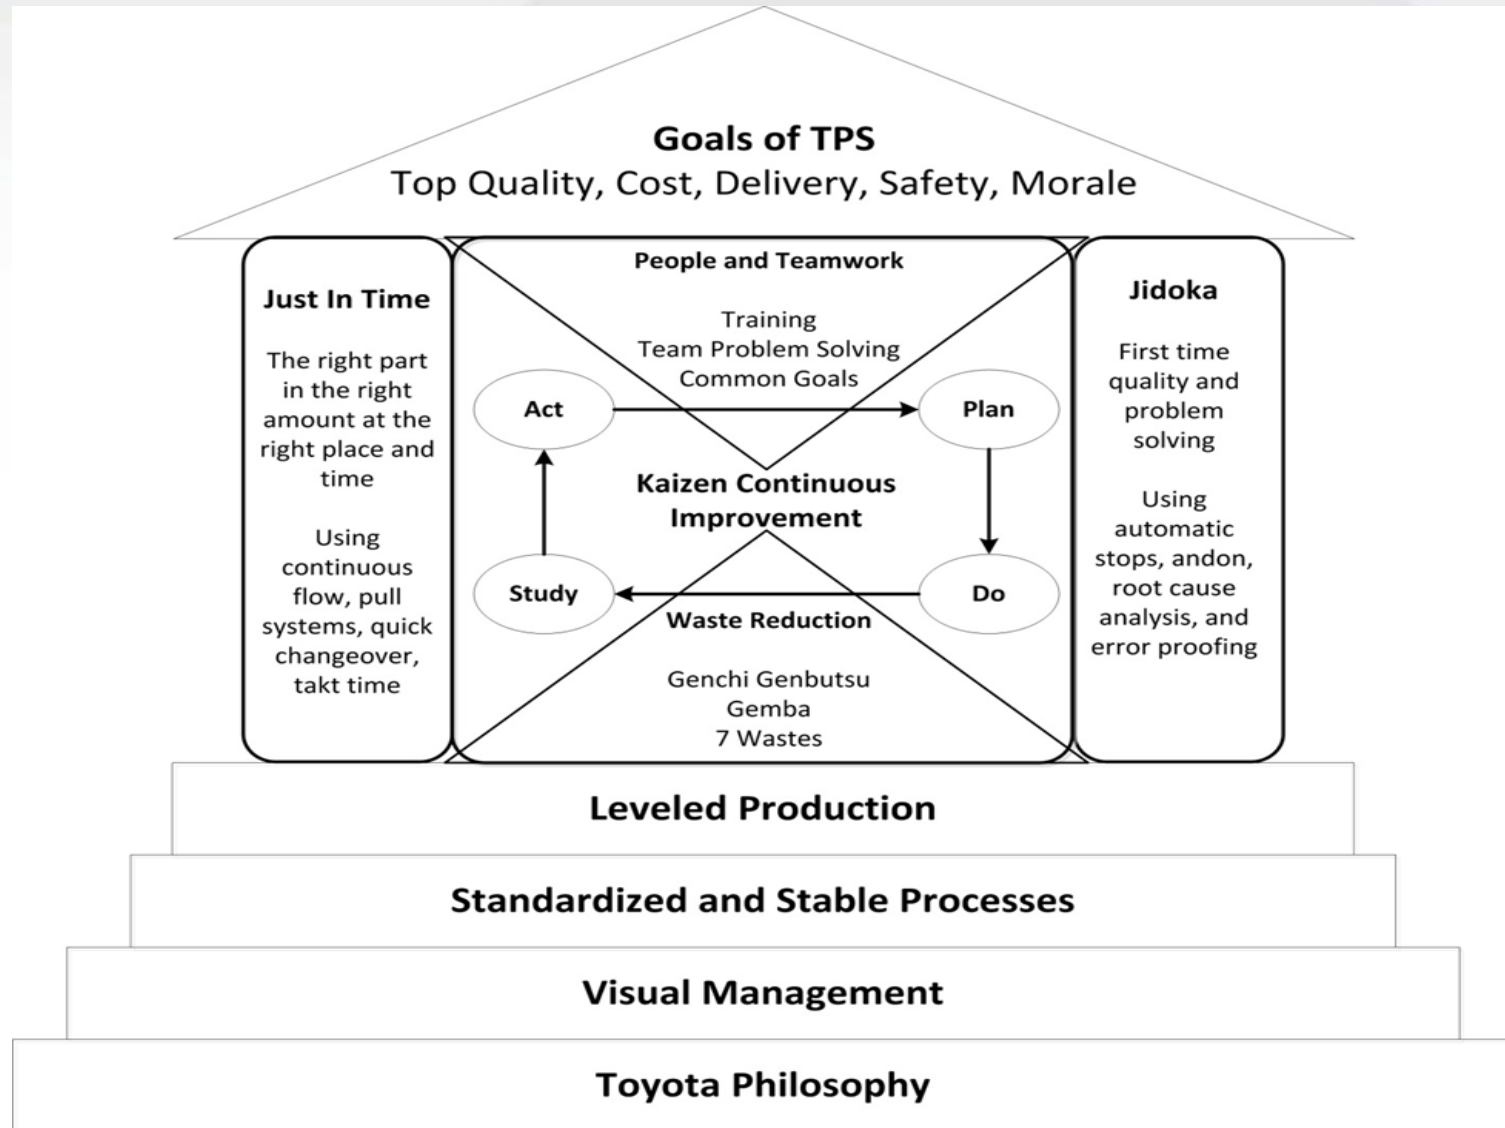 Goals of TPS
Top Quality, Cost, Delivery, Safety, Morale
Just In Time
The right part
in the right
amount at the
right place and
time
Using
continuous
flow, pull
systems, quick
changeover,
takt time
People and Teamwork
Training
Team Problem Solving
Common Goals
Act
Plan
Kaizen Continuous
Improvement
Study
Do
Waste Reduction
Genchi Genbutsu
Gemba
7 Wastes
Jidoka
First time
quality and
problem
solving
Using
automatic
stops, andon,
root cause
analysis, and
error proofing
Leveled Production
Standardized and Stable Processes
Visual Management
Toyota Philosophy